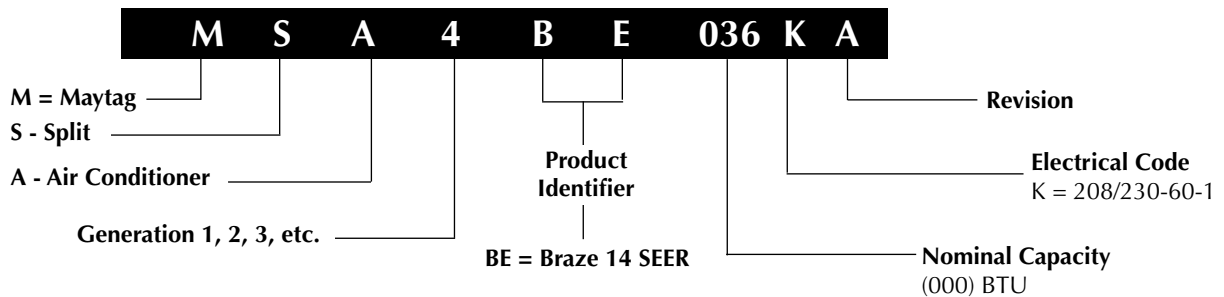 M S A 4 B E 036 K A
M = Maytag
S - Split
A - Air Conditioner
Generation 1, 2, 3, etc.
Product
Identifier
BE = Braze 14 SEER
Revision
Electrical Code
K = 208/230-60-1
Nominal Capacity
(000) BTU